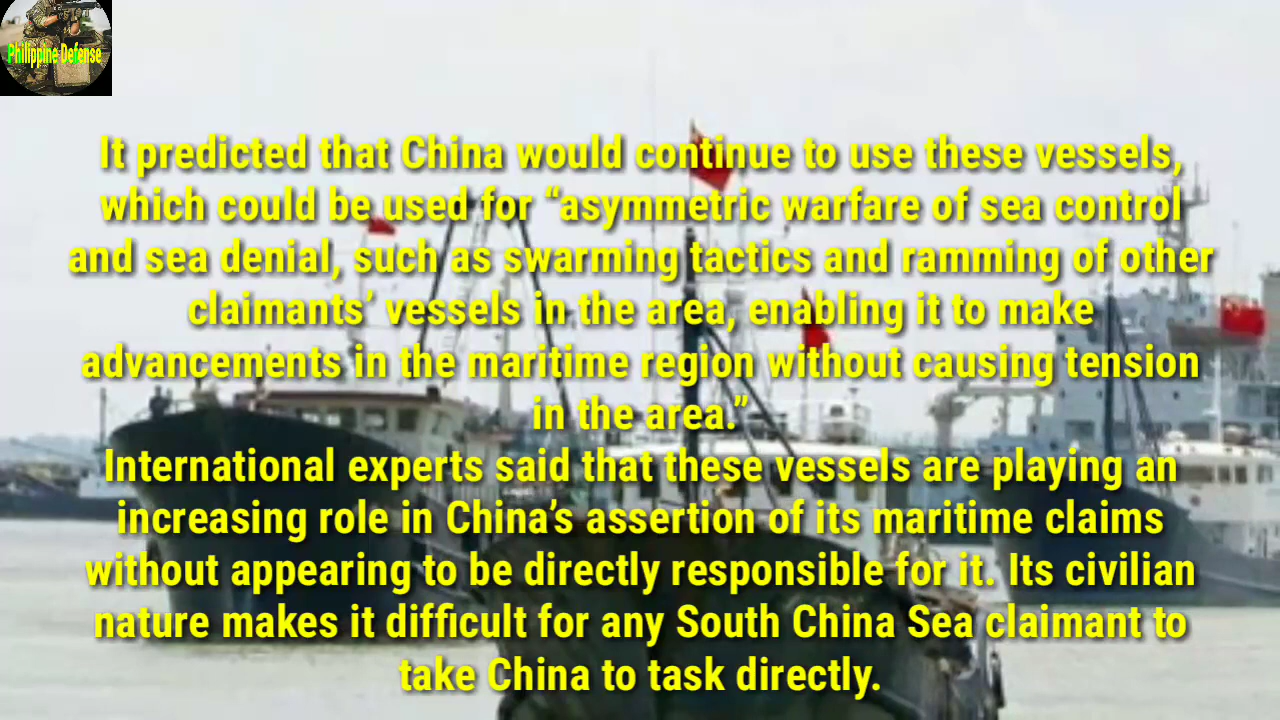 Philippine Defense
It predicted that China would continue to use these vessels,
which could be used for “asymmetric warfare of sea control
and sea denial, such as swarming tactics and ramming of other
claimants’ vessels in the area, enabling it to make
advancements in the maritime region without causing tension
in the area.”
International experts said that these vessels are playing an
increasing role in China’s assertion of its maritime claims
without appearing to be directly responsible for it. Its civilian
nature makes it difficult for any South China Sea claimant to
take China to task directly.